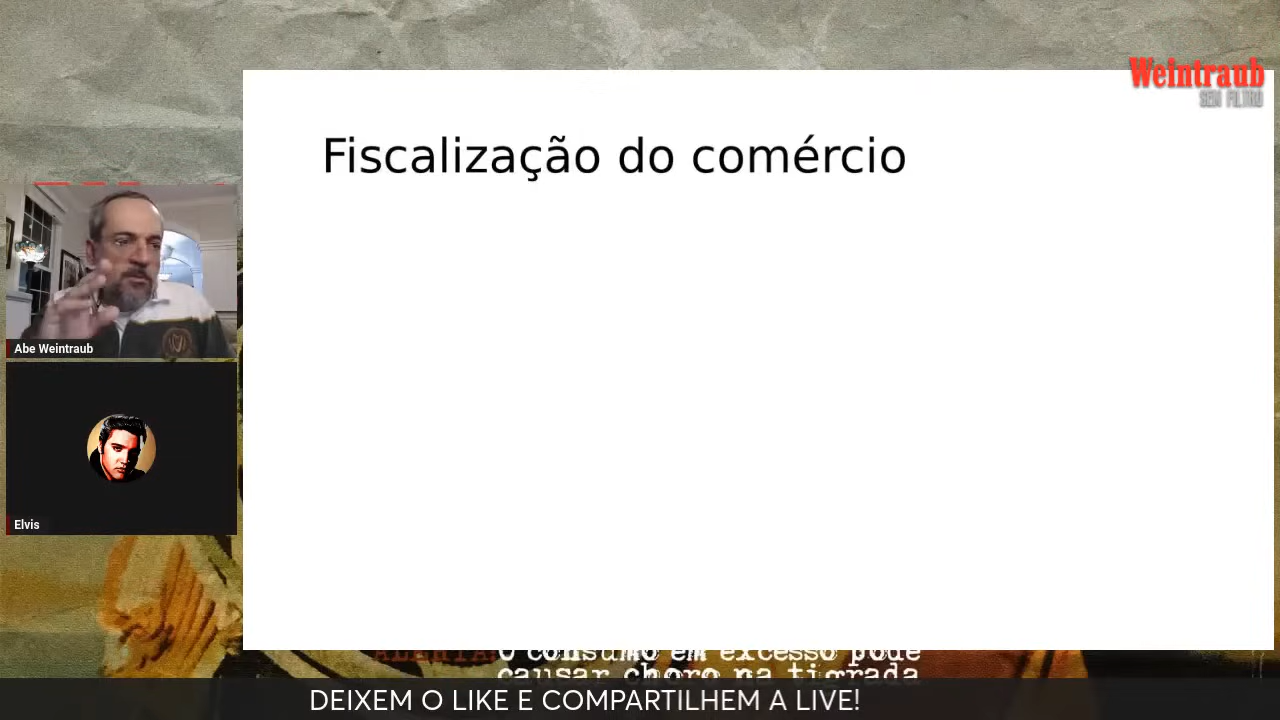 Weintraub
SEM FILTRO
Fiscalização do comércio
Abe Weintraub
Elvis
ALERTA: O consumo em excesso pode
causar choro na tigrada
DEIXEM O LIKE E COMPARTILHEM A LIVE!